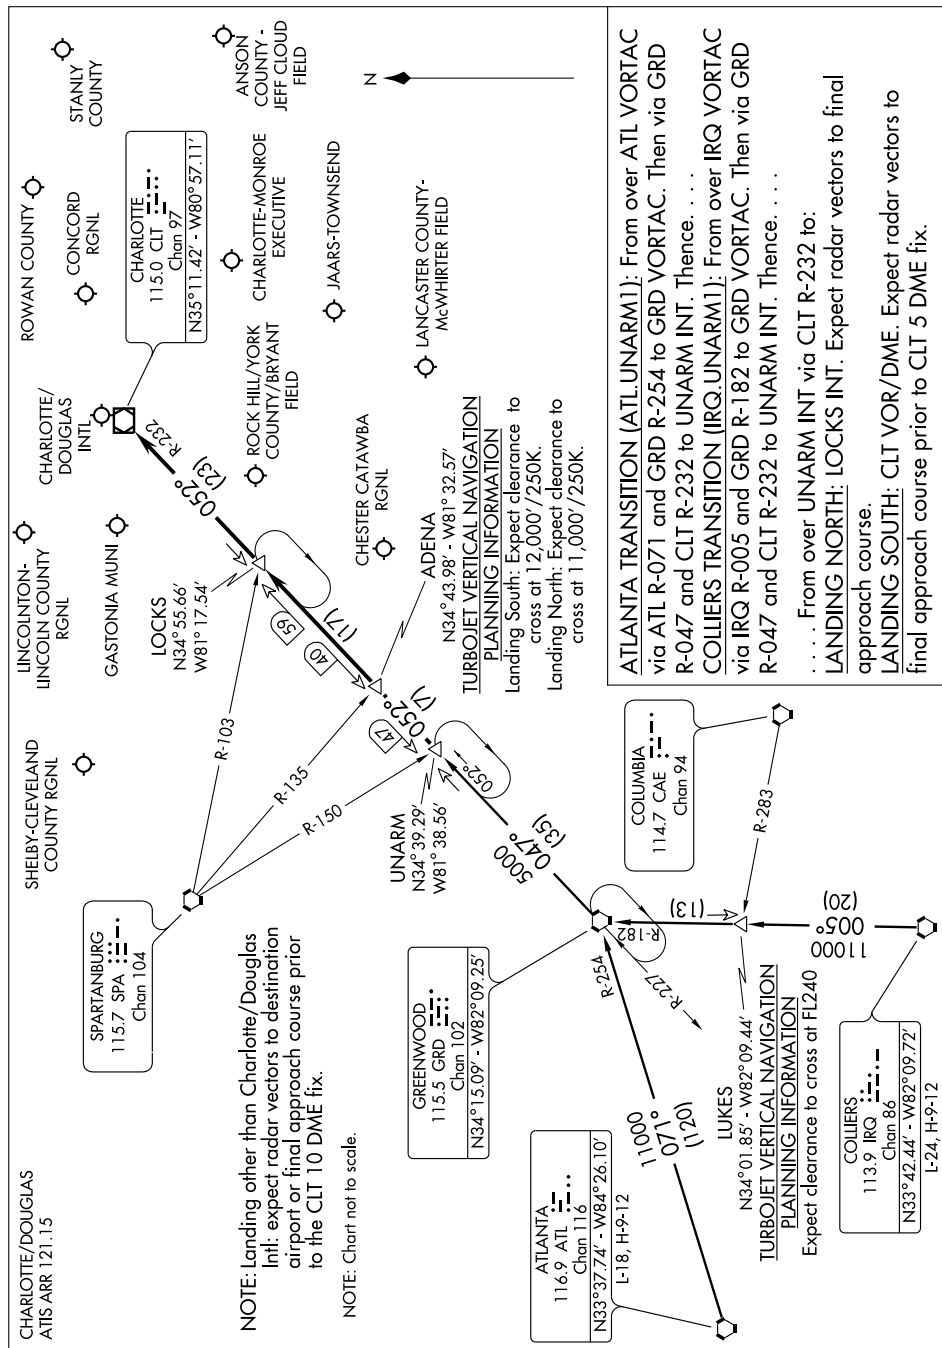 CHARLOTTE/DOUGLAS
ATIS ARR 121.15
NOTE: Landing other than Charlotte/Douglas
Intl: expect radar vectors to destination
airport or final approach course prior
to the CLT 10 DME fix.
NOTE: Chart not to scale.
SPARTANBURG
115.7 SPA
Chan 104
SHELBY-CLEVELAND
COUNTY RGNL
LINCOLNTON-
LINCOLN COUNTY
RGNL
GASTONIA MUNI
CHARLOTTE/
DOUGLAS
INTL
ROWAN COUNTY
CONCORD
RGNL
STANLY
COUNTY
CHARLOTTE
115.0 CLT
Chan 97
N35°11.42' - W80°57.11'
ANSON
COUNTY -
JEFF CLOUD
FIELD
CHARLOTTE-MONROE
EXECUTIVE
JAARS-TOWNSEND
ROCK HILL/YORK
COUNTY/BRYANT
FIELD
LANCASTER COUNTY-
McWHIRTER FIELD
CHESTER CATAWBA
RGNL
N
R-232
052°
(23)
LOCKS
N34°55.66'
W81°17.54'
R-103
R-135
R-150
59
40
(17)
ADENA
N34°43.98' - W81°32.57'
TURBOJET VERTICAL NAVIGATION
PLANNING INFORMATION
Landing South: Expect clearance to
cross at 12,000'/250K.
Landing North: Expect clearance to
cross at 11,000'/250K.
052°
(7)
47
UNARM
N34°39.29'
W81°38.56'
052°
5000
047°
(35)
GREENWOOD
115.5 GRD
Chan 102
N34°15.09' - W82°09.25'
R-254
R-227
R-182
(13)
COLUMBIA
114.7 CAE
Chan 94
R-283
ATLANTA
116.9 ATL
Chan 116
N33°37.74' - W84°26.10'
L-18, H-9-12
11000
071°
(120)
LUKES
N34°01.85' - W82°09.44'
TURBOJET VERTICAL NAVIGATION
PLANNING INFORMATION
Expect clearance to cross at FL240
11000
005°
(20)
COLLIERS
113.9 IRQ
Chan 86
N33°42.44' - W82°09.72'
L-24, H-9-12
ATLANTA TRANSITION (ATL.UNARM1): From over ATL VORTAC
via ATL R-071 and GRD R-254 to GRD VORTAC. Then via GRD
R-047 and CLT R-232 to UNARM INT. Thence. . . .
COLLIERS TRANSITION (IRQ.UNARM1): From over IRQ VORTAC
via IRQ R-005 and GRD R-182 to GRD VORTAC. Then via GRD
R-047 and CLT R-232 to UNARM INT. Thence. . . .
. . . . From over UNARM INT via CLT R-232 to:
LANDING NORTH: LOCKS INT. Expect radar vectors to final
approach course.
LANDING SOUTH: CLT VOR/DME. Expect radar vectors to
final approach course prior to CLT 5 DME fix.